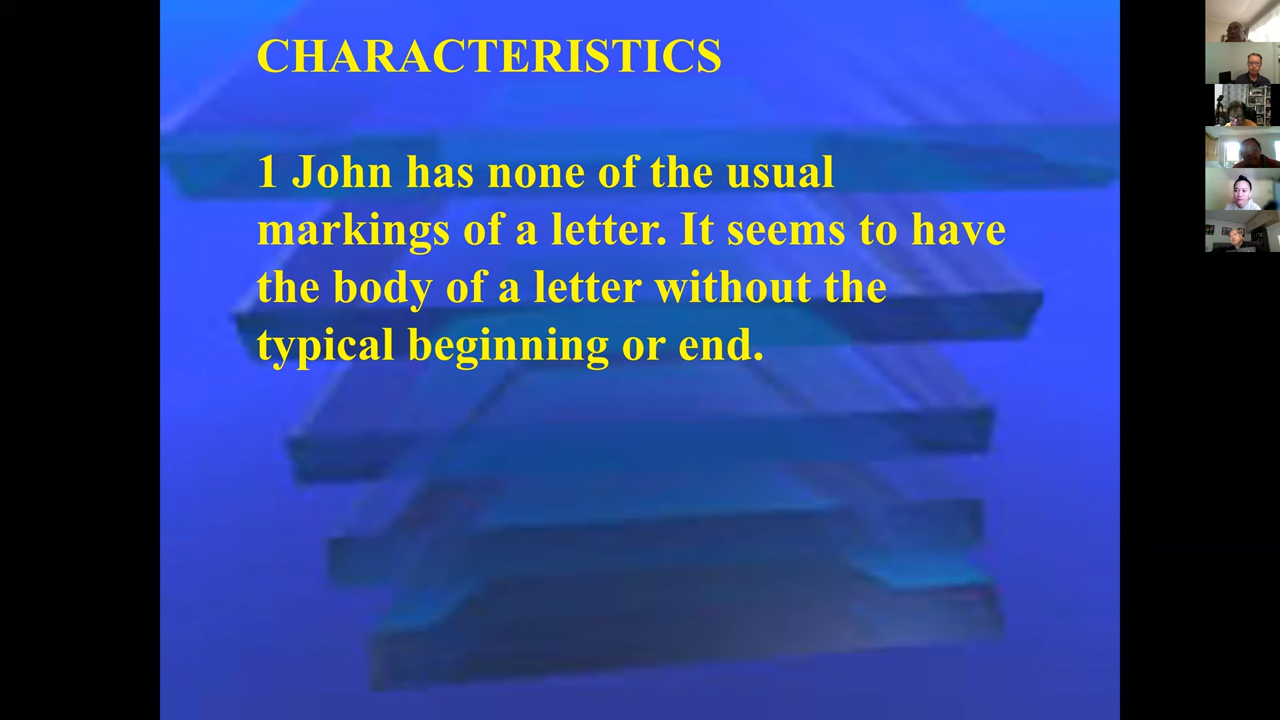 CHARACTERISTICS
1 John has none of the usual
markings of a letter. It seems to have
the body of a letter without the
typical beginning or end.